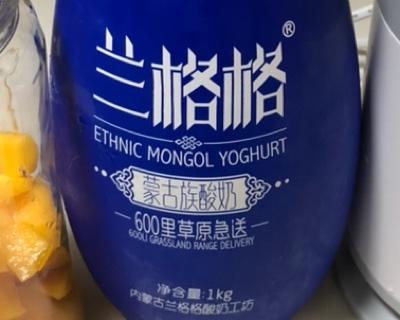 兰格格®
ETHNIC MONGOL YOGHURT
蒙古族酸奶
600里草原急送
600LI GRASSLAND RANGE DELIVERY
净含量:1kg
内蒙古兰格格酸奶工坊